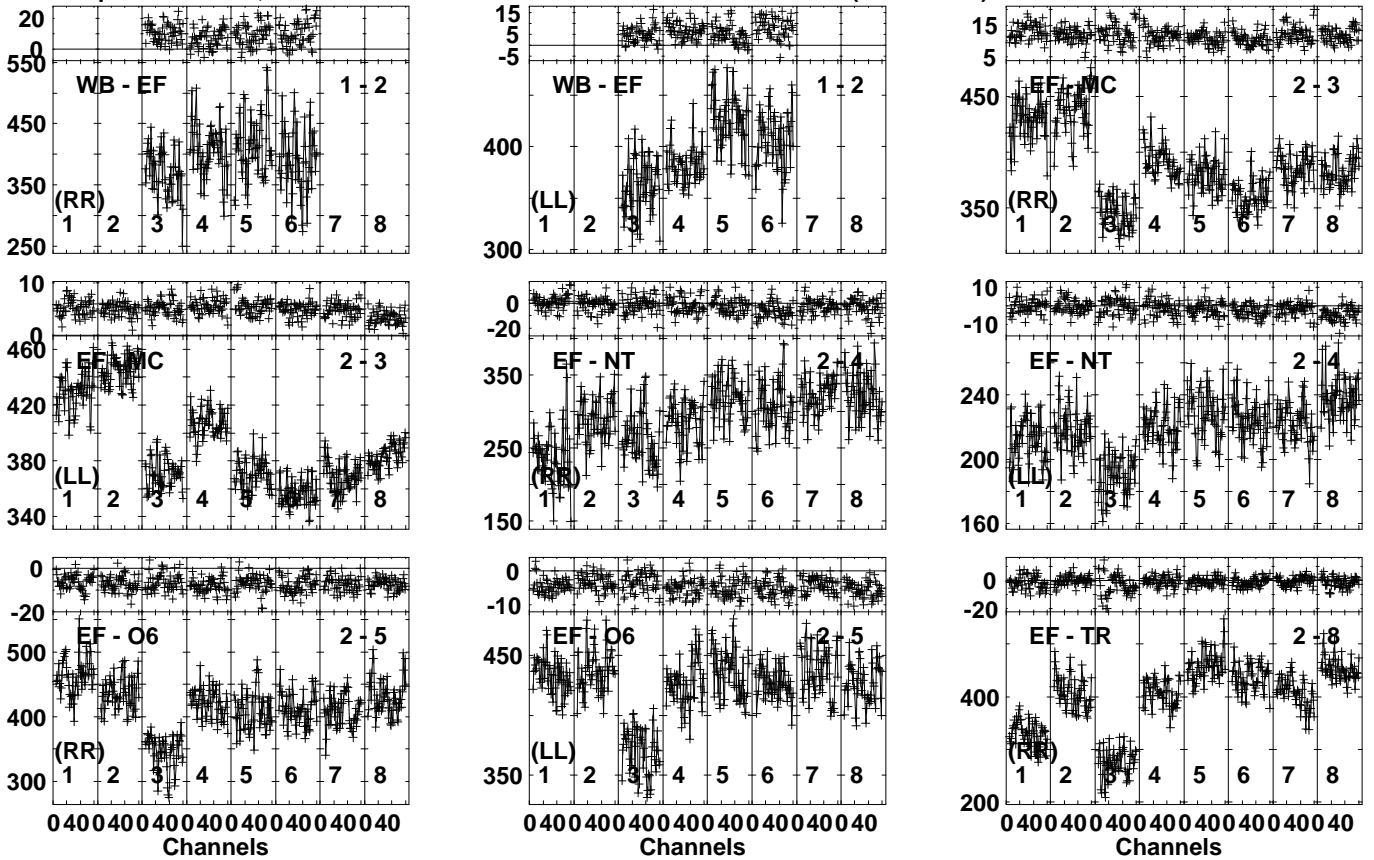 20
0
550
450
350
250
WB - EF 1 - 2
(RR)
1 2 3 4 5 6 7 8
15
5
-5
400
300
WB - EF 1 - 2
(LL)
1 2 3 4 5 6 7 8
15
5
450
350
EF - MC 2 - 3
(RR)
1 2 3 4 5 6 7 8
10
0
460
420
380
340
EF - MC 2 - 3
(LL)
1 2 3 4 5 6 7 8
0
-20
350
250
150
EF - NT 2 - 4
(RR)
1 2 3 4 5 6 7 8
10
-10
240
200
160
EF - NT 2 - 4
(LL)
1 2 3 4 5 6 7 8
0
-20
500
400
300
EF - O6 2 - 5
(RR)
1 2 3 4 5 6 7 8
0 40 0 40 0 40 0 40 0 40 0 40 0 40 0 40
Channels
0
-10
450
350
EF - O6 2 - 5
(LL)
1 2 3 4 5 6 7 8
0 40 0 40 0 40 0 40 0 40 0 40 0 40 0 40
Channels
0
-20
400
200
EF - TR 2 - 8
(RR)
1 2 3 4 5 6 7 8
0 40 0 40 0 40 0 40 0 40 0 40 0 40 0 40
Channels